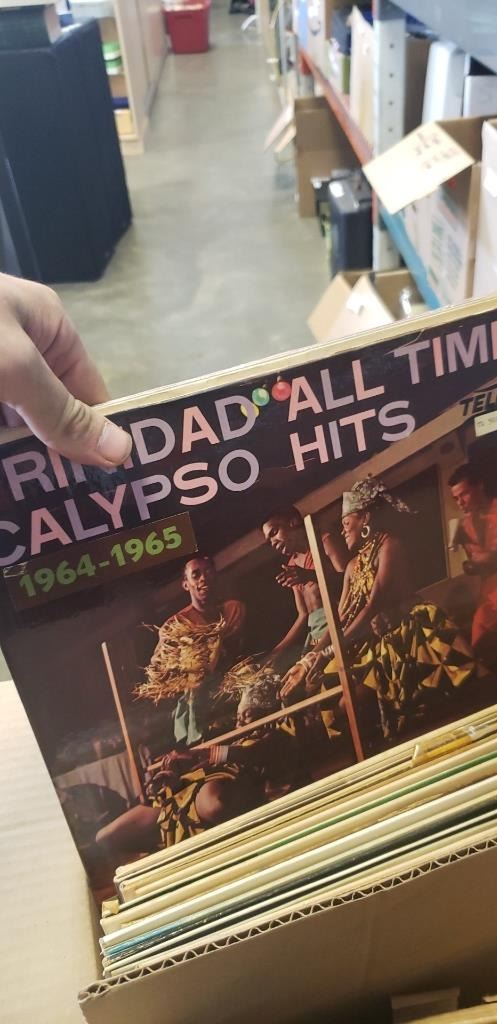 RINIDAD ALL TIM
CALYPSO HITS
TEL
1964-1965